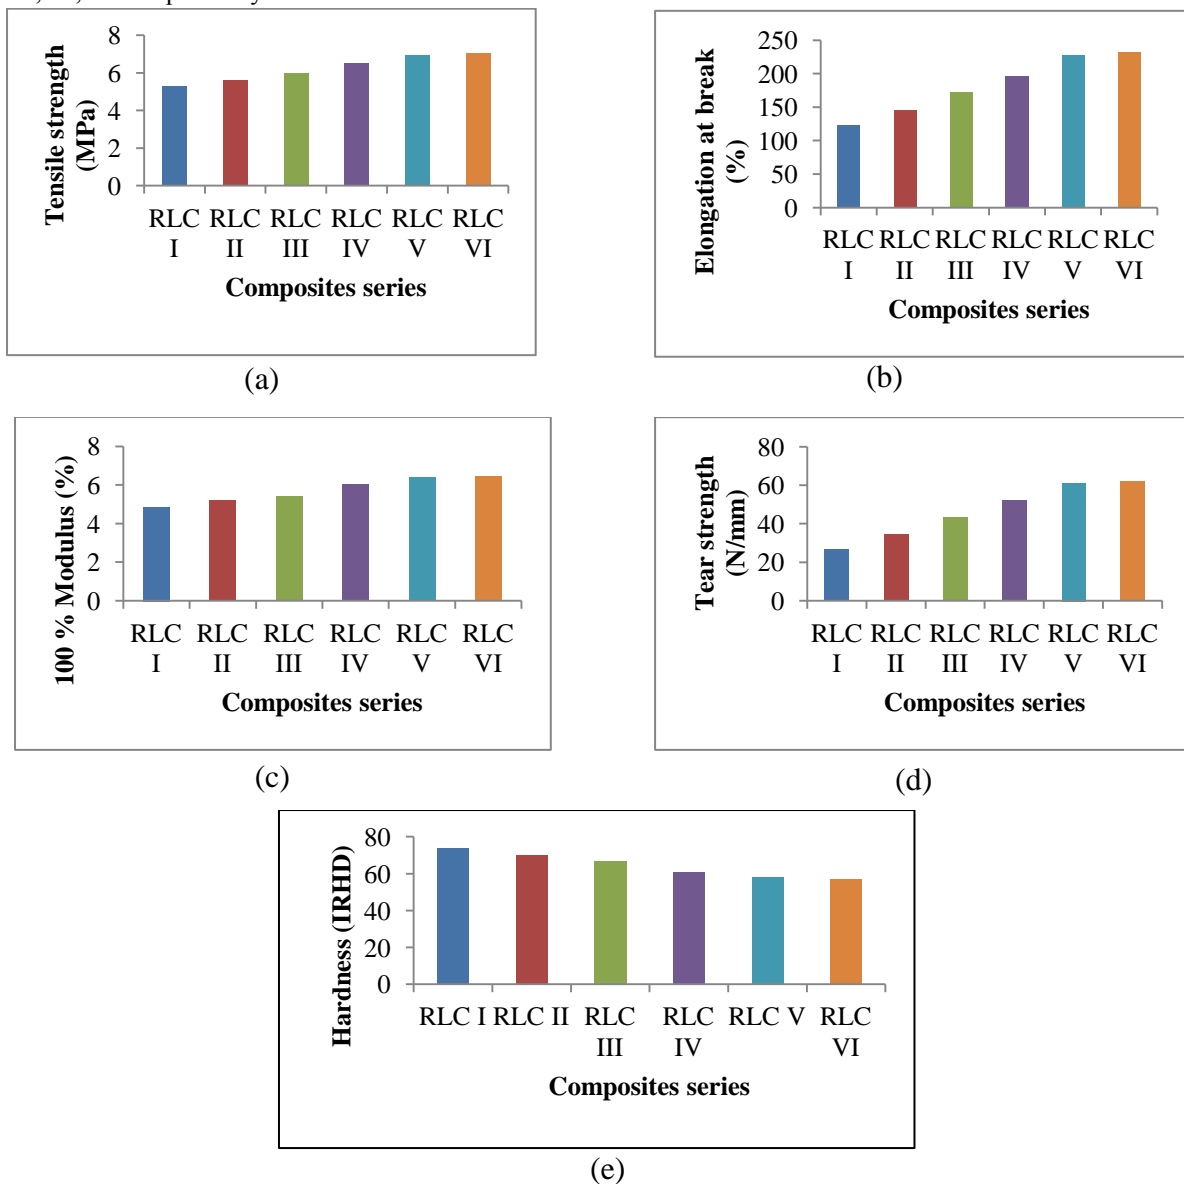 8
6
4
2
0
Tensile strength
(MPa)
RLC RLC RLC RLC RLC RLC
I II III IV V VI
Composites series
(a)
250
200
150
100
50
0
Elongation at break
(%)
RLC RLC RLC RLC RLC RLC
I II III IV V VI
Composites series
(b)
8
6
4
2
0
100 % Modulus (%)
RLC RLC RLC RLC RLC RLC
I II III IV V VI
Composites series
(c)
80
60
40
20
0
Tear strength
(N/mm)
RLC RLC RLC RLC RLC RLC
I II III IV V VI
Composites series
(d)
80
60
40
20
0
Hardness (IRHD)
RLC I RLC II RLC RLC RLC V RLC
III IV VI
Composites series
(e)